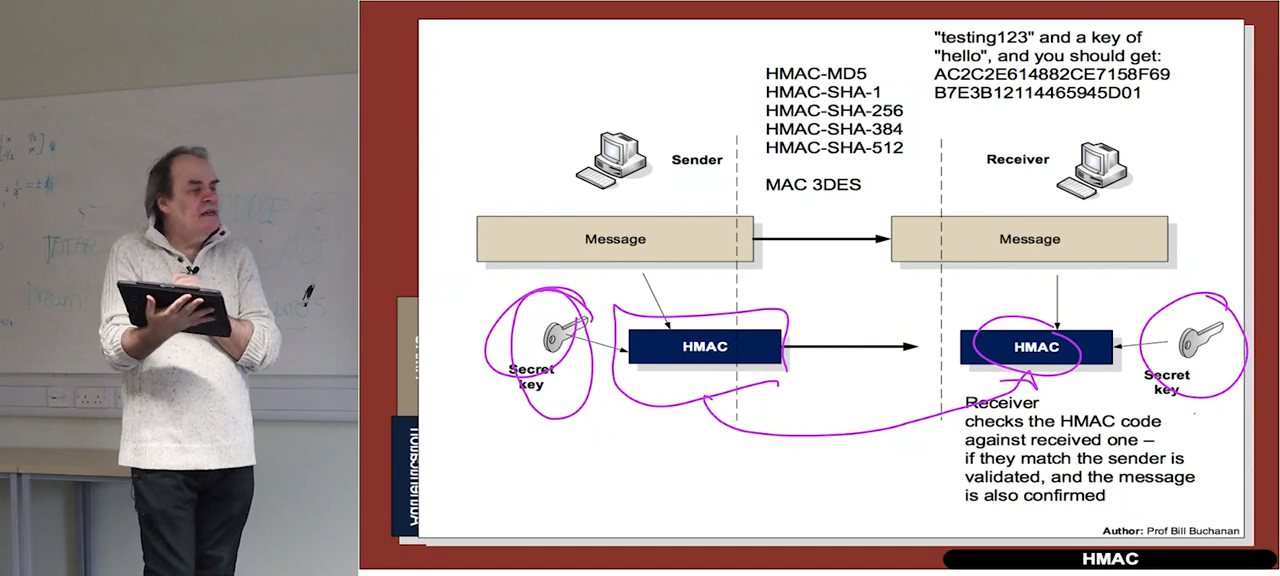 "testing123" and a key of
"hello", and you should get:
AC2C2E614882CE7158F69
B7E3B12114465945D01
HMAC-MD5
HMAC-SHA-1
HMAC-SHA-256
HMAC-SHA-384
HMAC-SHA-512
MAC 3DES
Sender
Receiver
Message
Message
HMAC
HMAC
Secret
key
Secret
key
Receiver
checks the HMAC code
against received one –
if they match the sender is
validated, and the message
is also confirmed
Author: Prof Bill Buchanan
HMAC